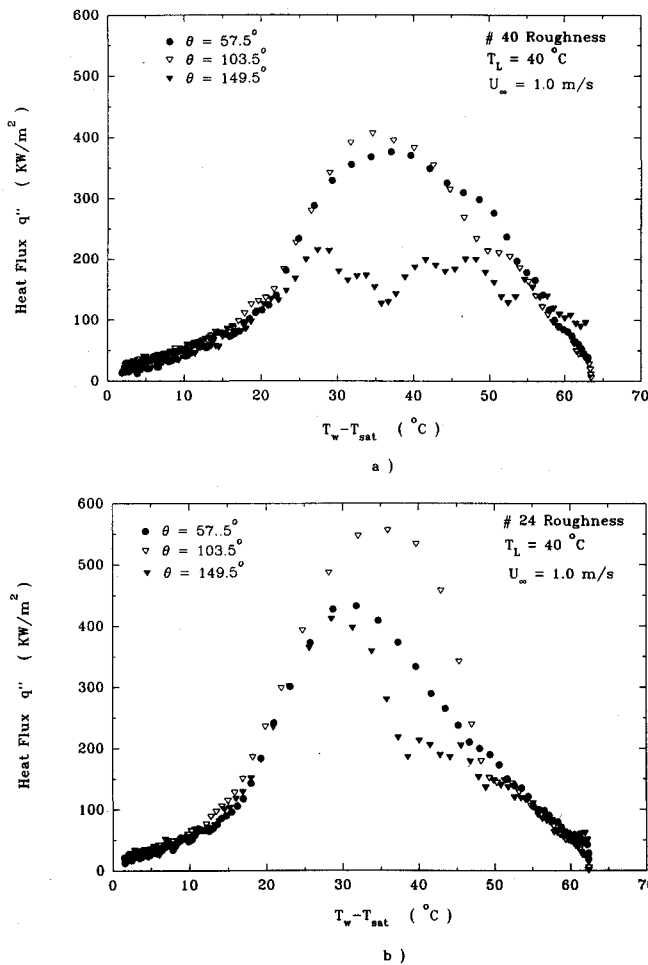 600
500
400
300
200
100
0
Heat Flux q" ( KW/m² )
● θ = 57.5°
▽ θ = 103.5°
▼ θ = 149.5°
# 40 Roughness
T_L = 40 °C
U_∞ = 1.0 m/s
0 10 20 30 40 50 60 70
T_w-T_sat ( °C )
a )
600
500
400
300
200
100
0
Heat Flux q" ( KW/m² )
● θ = 57..5°
▽ θ = 103.5°
▼ θ = 149.5°
# 24 Roughness
T_L = 40 °C
U_∞ = 1.0 m/s
0 10 20 30 40 50 60 70
T_w-T_sat ( °C )
b )